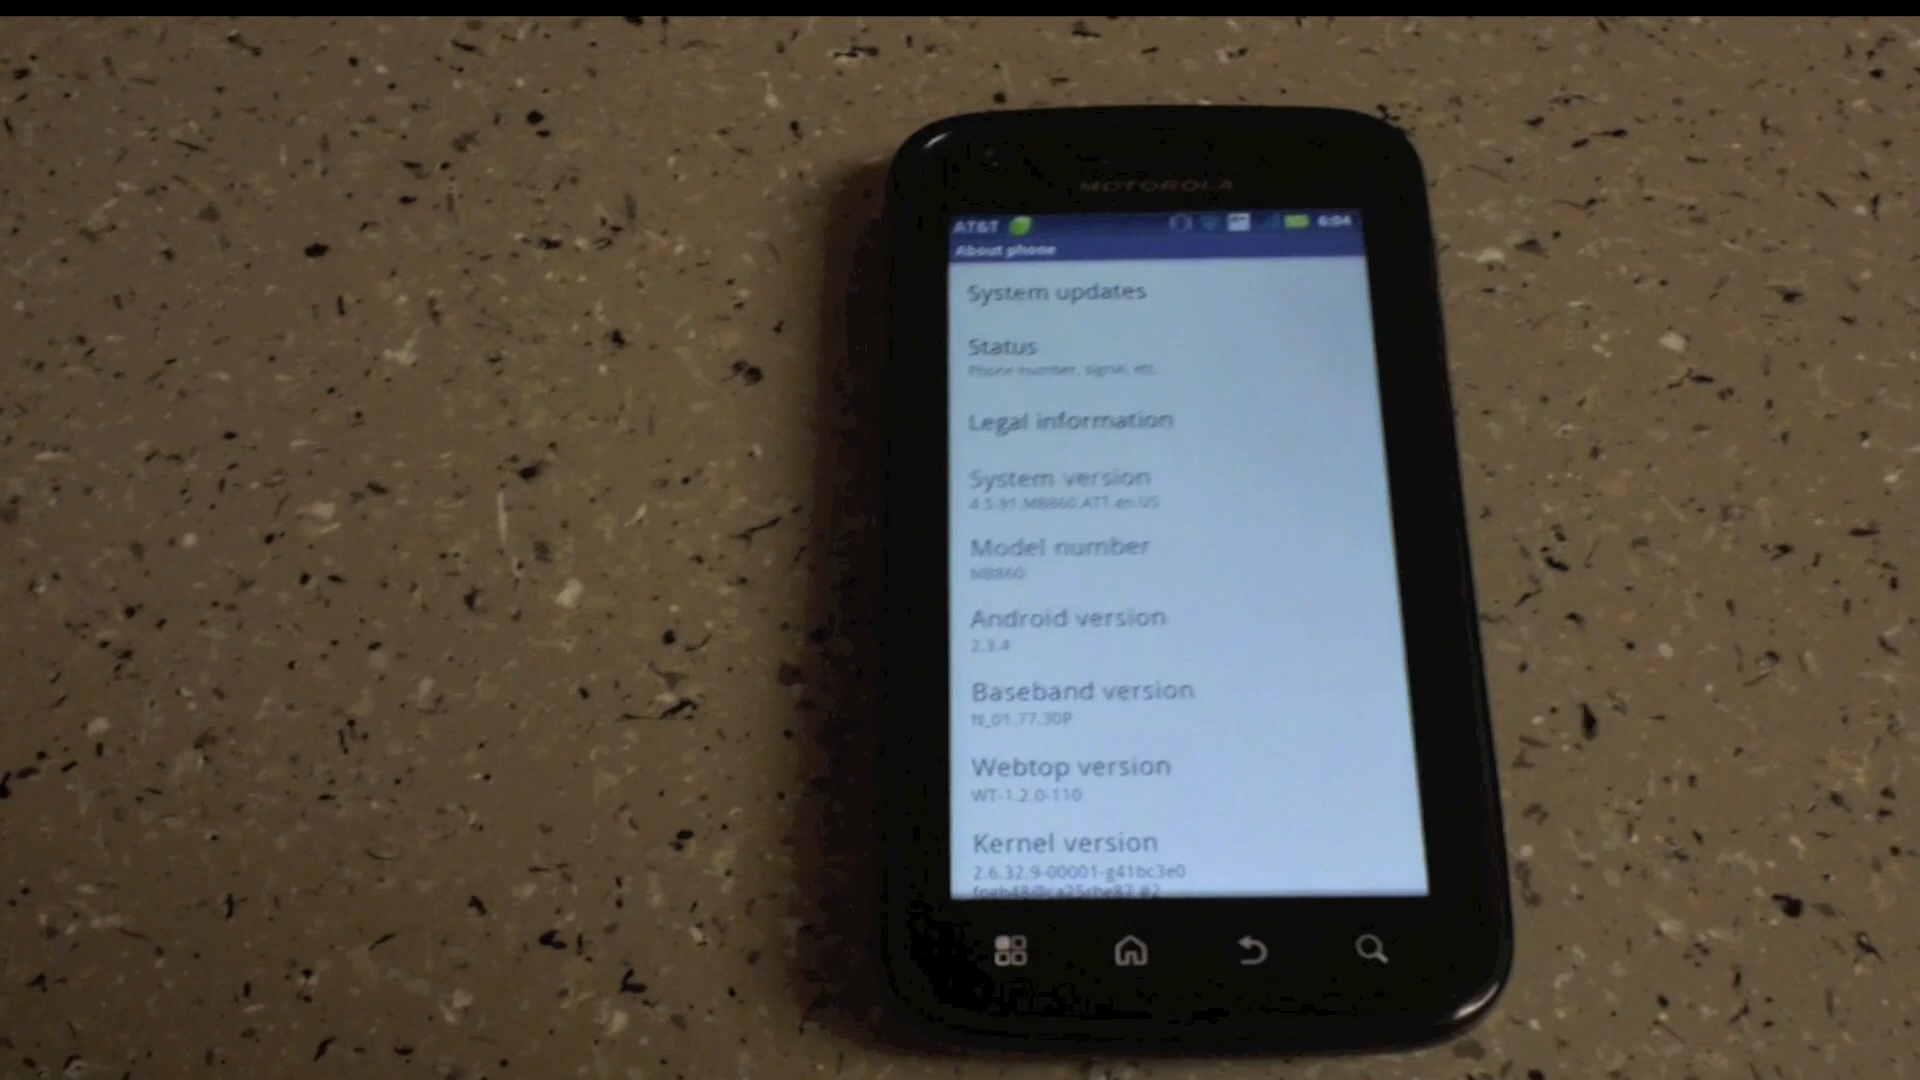 MOTOROLA
AT&T 6:04
About phone
System updates
Status
Phone number, signal, etc.
Legal information
System version
4.5.91.MB860.ATT.en.US
Model number
MB860
Android version
2.3.4
Baseband version
N_01.77.30P
Webtop version
WT-1.2.0-110
Kernel version
2.6.32.9-00001-g41bc3e0